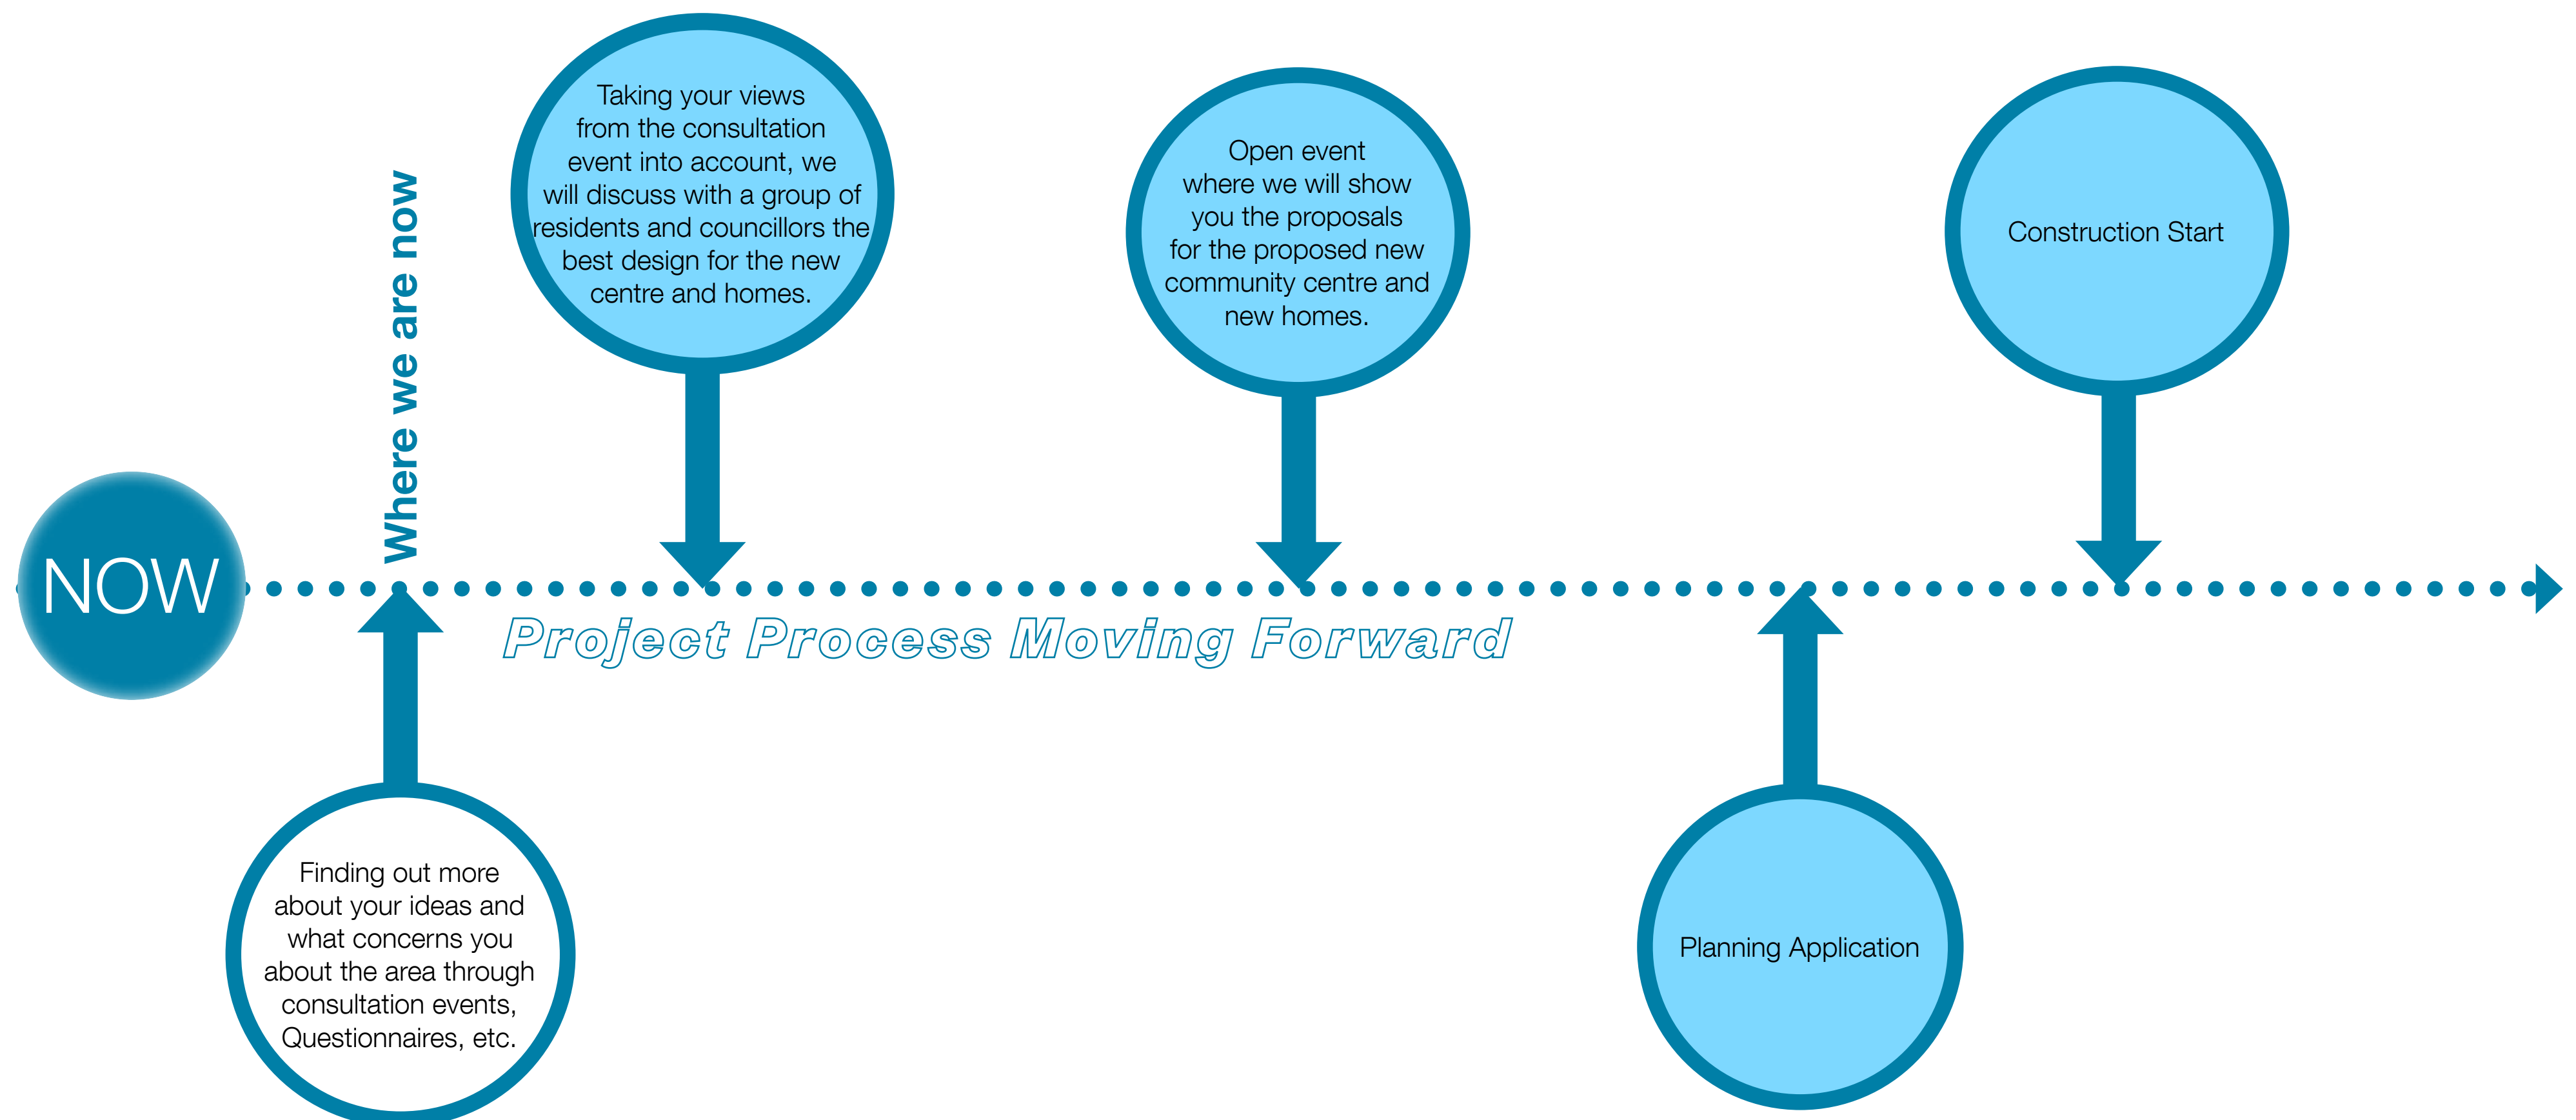 Taking your views
from the consultation
event into account, we
will discuss with a group of
residents and councillors the
best design for the new
centre and homes.
Open event
where we will show
you the proposals
for the proposed new
community centre and
new homes.
Construction Start
Where we are now
NOW
Project Process Moving Forward
Finding out more
about your ideas and
what concerns you
about the area through
consultation events,
Questionnaires, etc.
Planning Application